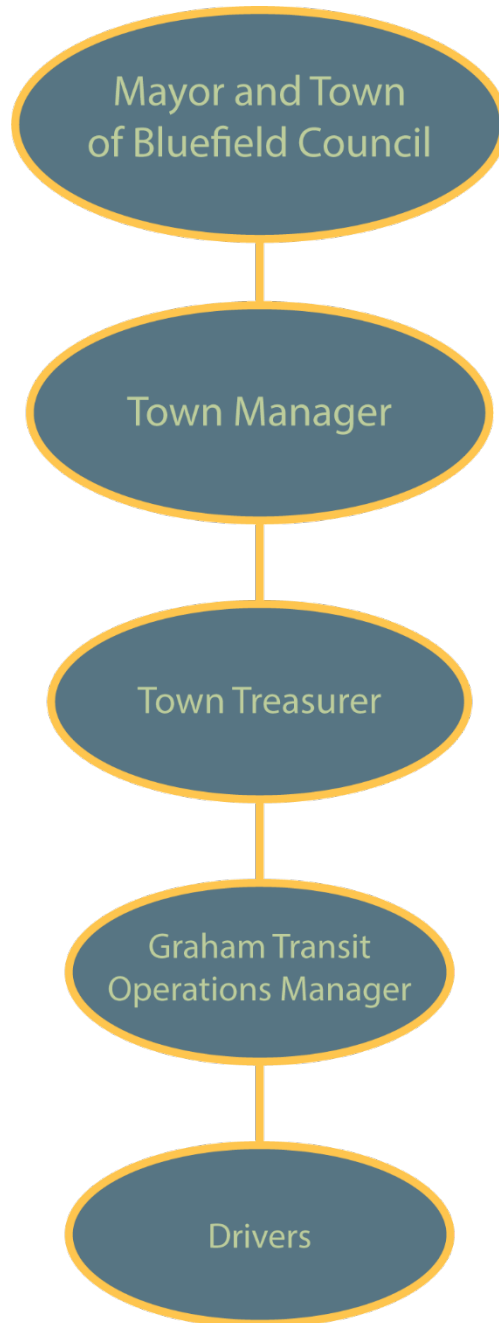 Mayor and Town
of Bluefield Council
Town Manager
Town Treasurer
Graham Transit
Operations Manager
Drivers